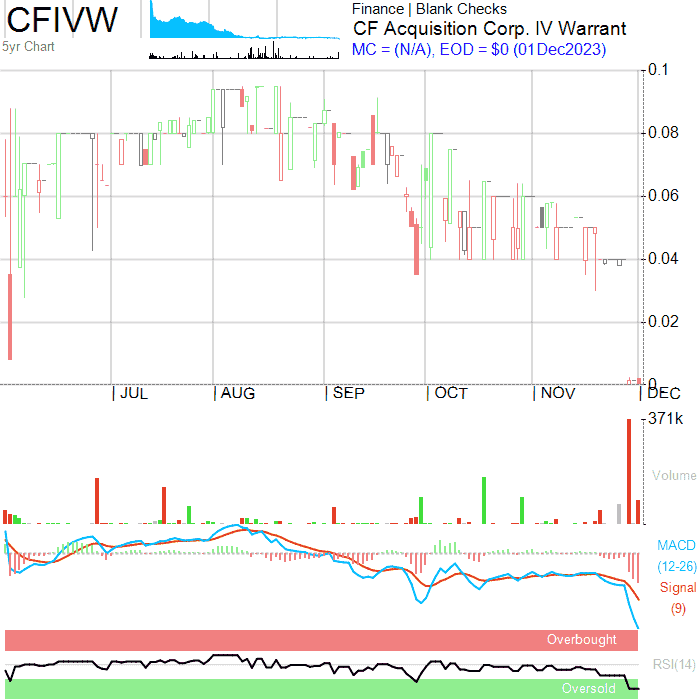 CFIVW
5yr Chart
Finance | Blank Checks
CF Acquisition Corp. IV Warrant
MC = (N/A), EOD = $0 (01Dec2023)
0.1
0.08
0.06
0.04
0.02
0
JUL
AUG
SEP
OCT
NOV
DEC
371k
Volume
MACD
(12-26)
Signal
(9)
Overbought
RSI(14)
Oversold